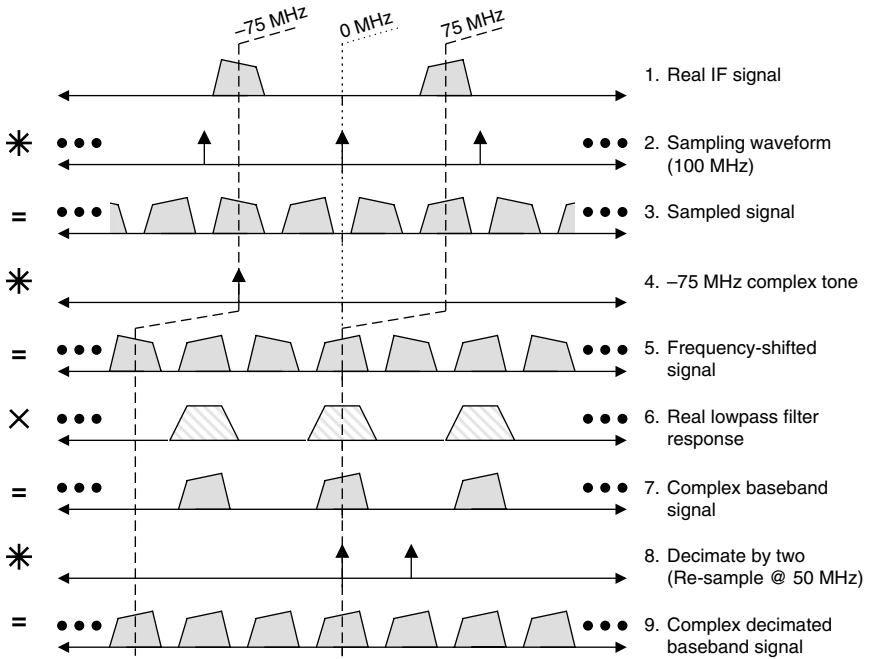 –75 MHz
0 MHz
75 MHz
1. Real IF signal
2. Sampling waveform
(100 MHz)
=
3. Sampled signal
4. –75 MHz complex tone
=
5. Frequency-shifted
signal
×
6. Real lowpass filter
response
=
7. Complex baseband
signal
8. Decimate by two
(Re-sample @ 50 MHz)
=
9. Complex decimated
baseband signal